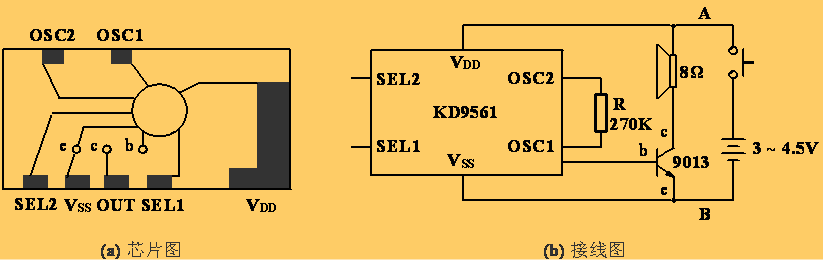 OSC2 OSC1
e c b
SEL2 VSS OUT SEL1 VDD
(a) 芯片图
A
VDD
SEL2 OSC2
KD9561
SEL1 OSC1
VSS
R
270K
8Ω
c
b 9013
e
3 ~ 4.5V
B
(b) 接线图